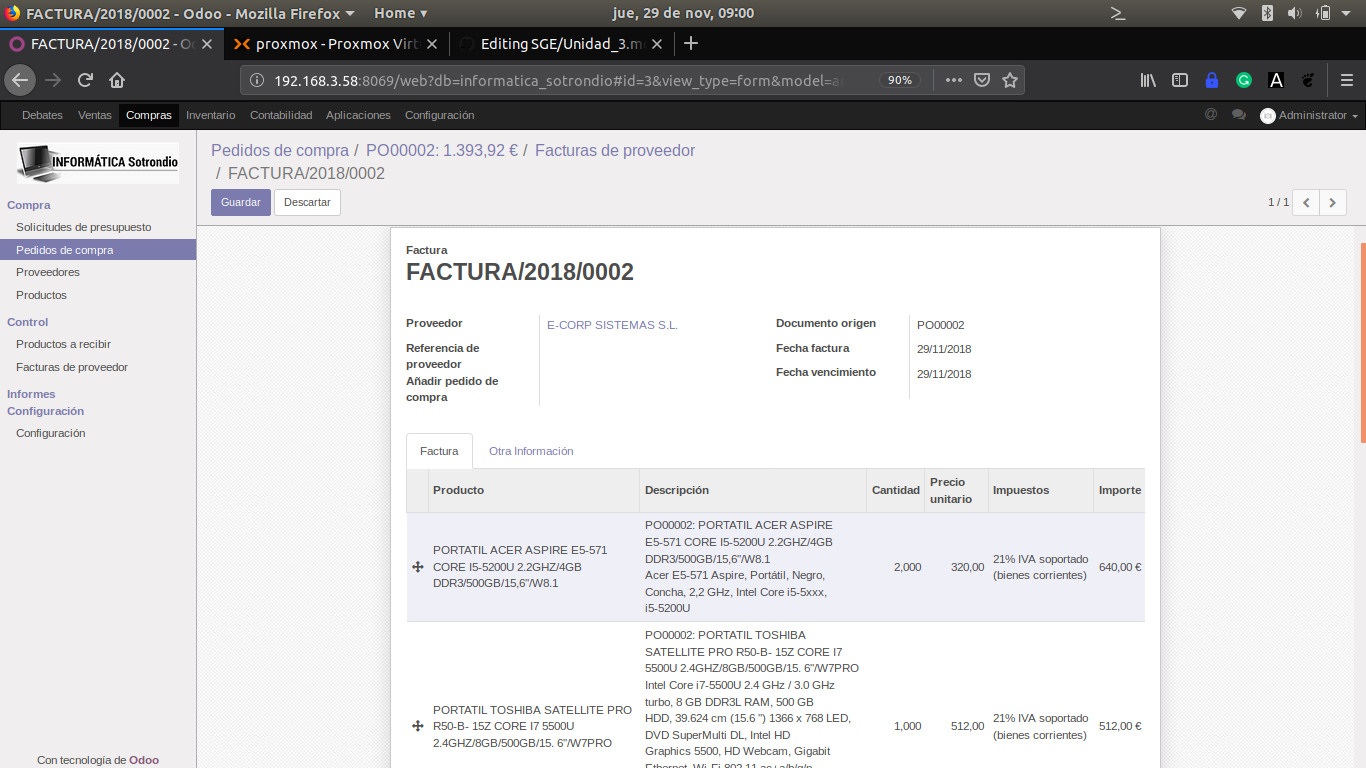 FACTURA/2018/0002 - Odoo - Mozilla Firefox
Home
jue, 29 de nov, 09:00
FACTURA/2018/0002 - Od
proxmox - Proxmox Virt
Editing SGE/Unidad_3.m
192.168.3.58:8069/web?db=informatica_sotrondio#id=3&view_type=form&model=a
90%
Debates Ventas Compras Inventario Contabilidad Aplicaciones Configuración
@ Administrator
INFORMÁTICA Sotrondio
Compra
Solicitudes de presupuesto
Pedidos de compra
Proveedores
Productos
Control
Productos a recibir
Facturas de proveedor
Informes
Configuración
Configuración
Con tecnología de Odoo
Pedidos de compra / PO00002: 1.393,92 € / Facturas de proveedor
/ FACTURA/2018/0002
Guardar Descartar
1 / 1
Factura
FACTURA/2018/0002
Proveedor E-CORP SISTEMAS S.L.
Referencia de
proveedor
Añadir pedido de
compra
Documento origen PO00002
Fecha factura 29/11/2018
Fecha vencimiento 29/11/2018
Factura Otra Información
Producto
Descripción
Cantidad
Precio
unitario
Impuestos
Importe
PORTATIL ACER ASPIRE E5-571
CORE I5-5200U 2.2GHZ/4GB
DDR3/500GB/15,6"/W8.1
PO00002: PORTATIL ACER ASPIRE
E5-571 CORE I5-5200U 2.2GHZ/4GB
DDR3/500GB/15,6"/W8.1
Acer E5-571 Aspire, Portátil, Negro,
Concha, 2,2 GHz, Intel Core i5-5xxx,
i5-5200U
2,000
320,00
21% IVA soportado
(bienes corrientes)
640,00 €
PORTATIL TOSHIBA SATELLITE PRO
R50-B- 15Z CORE I7 5500U
2.4GHZ/8GB/500GB/15. 6"/W7PRO
PO00002: PORTATIL TOSHIBA
SATELLITE PRO R50-B- 15Z CORE I7
5500U 2.4GHZ/8GB/500GB/15. 6"/W7PRO
Intel Core i7-5500U 2.4 GHz / 3.0 GHz
turbo, 8 GB DDR3L RAM, 500 GB
HDD, 39.624 cm (15.6 ") 1366 x 768 LED,
DVD SuperMulti DL, Intel HD
Graphics 5500, HD Webcam, Gigabit
Ethernet, Wi-Fi 802.11 ac+a/b/g/n,
1,000
512,00
21% IVA soportado
(bienes corrientes)
512,00 €